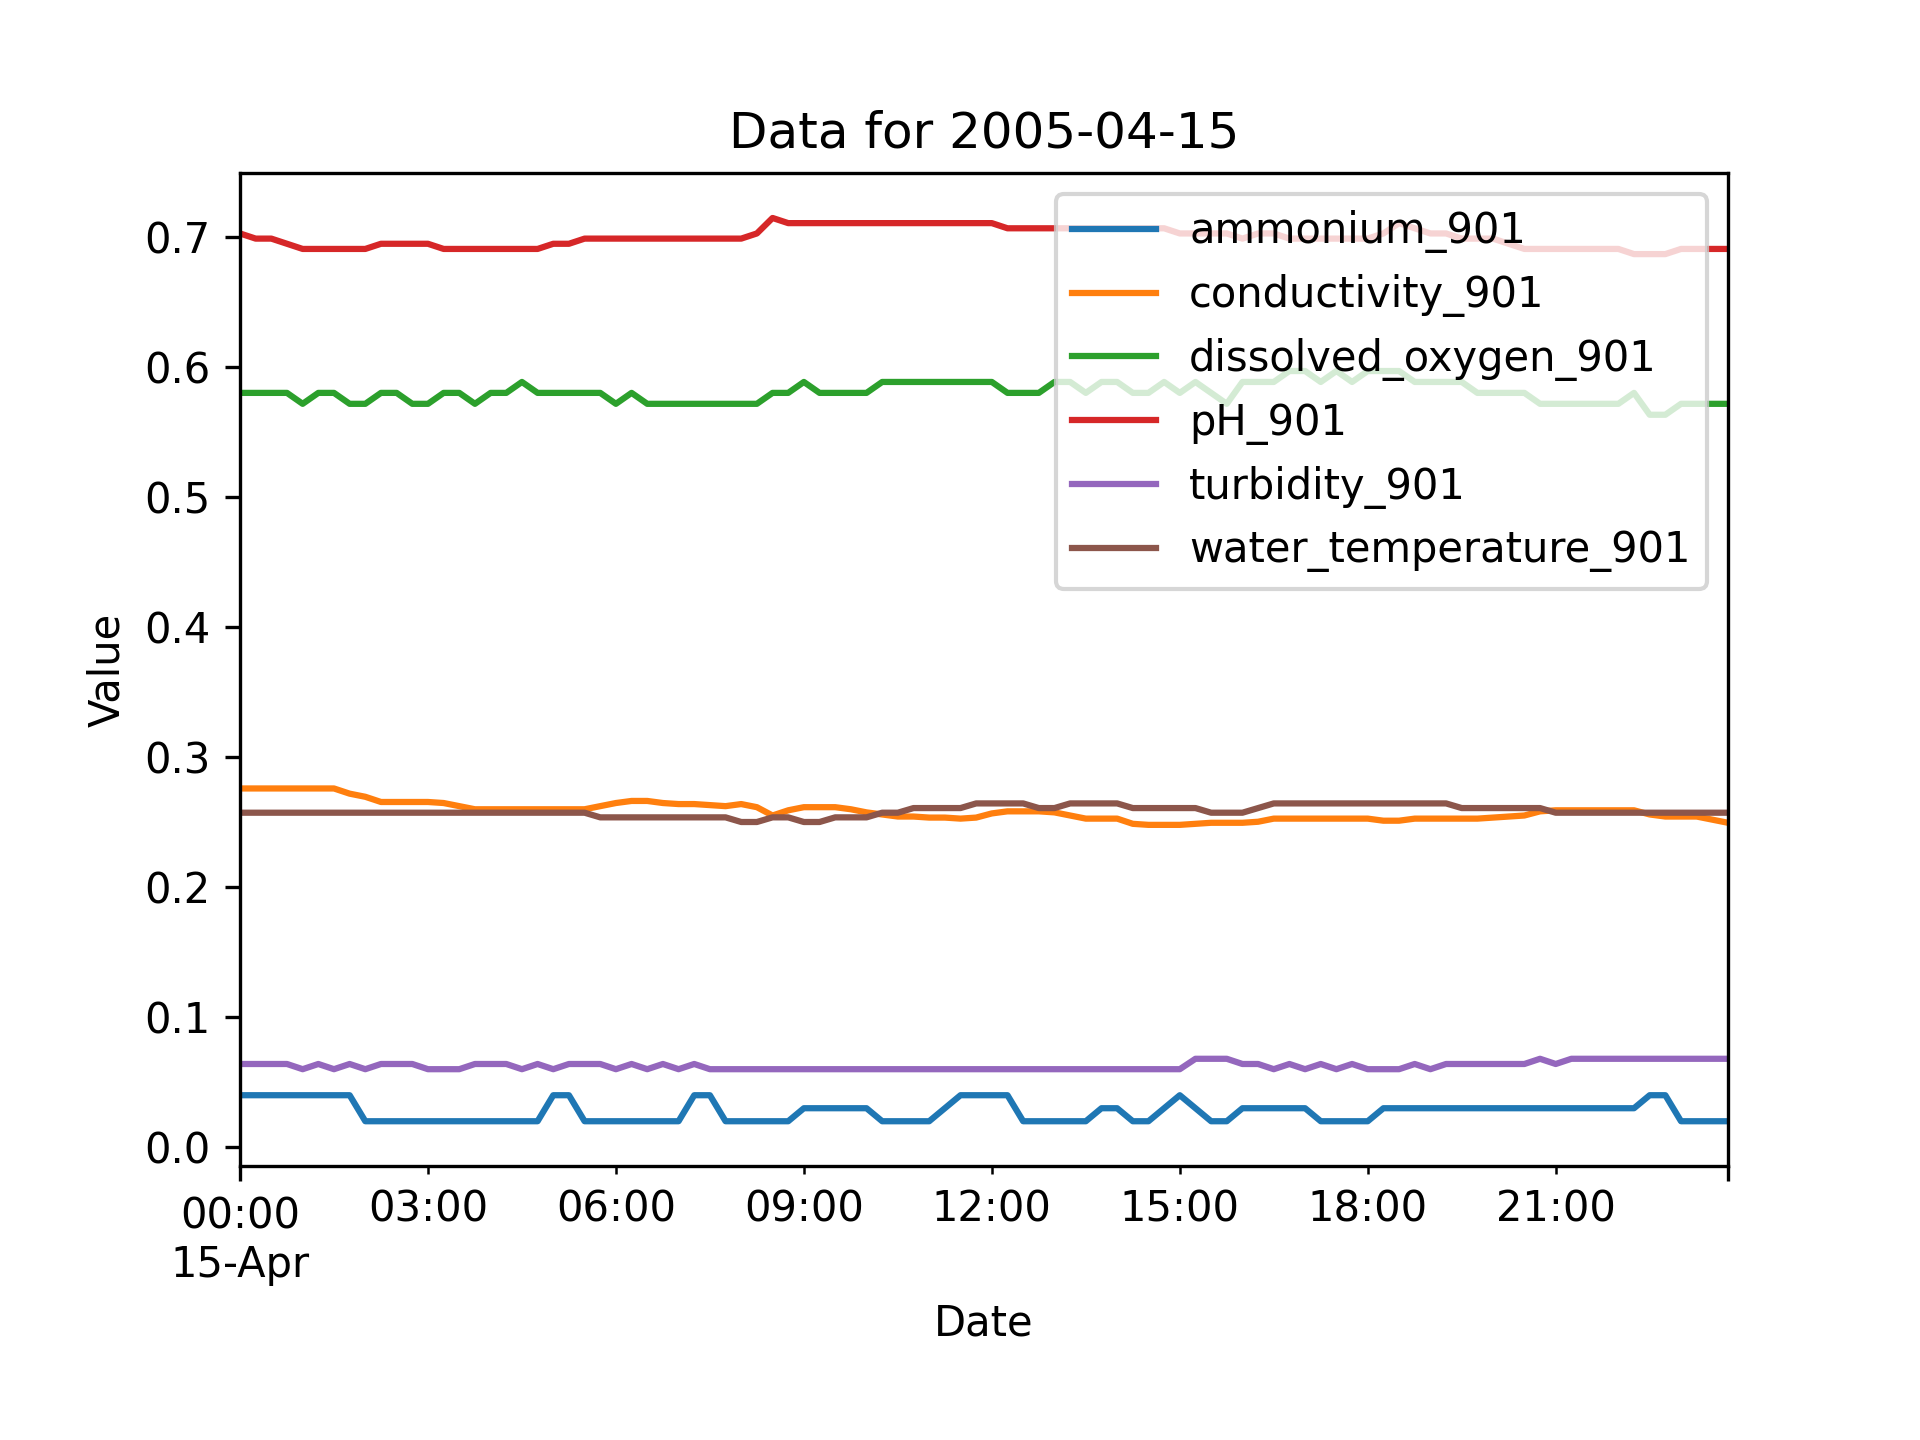 Data for 2005-04-15
ammonium_901
conductivity_901
dissolved_oxygen_901
pH_901
turbidity_901
water_temperature_901
0.7
0.6
0.5
0.4
0.3
0.2
0.1
0.0
Value
00:00 03:00 06:00 09:00 12:00 15:00 18:00 21:00
15-Apr
Date